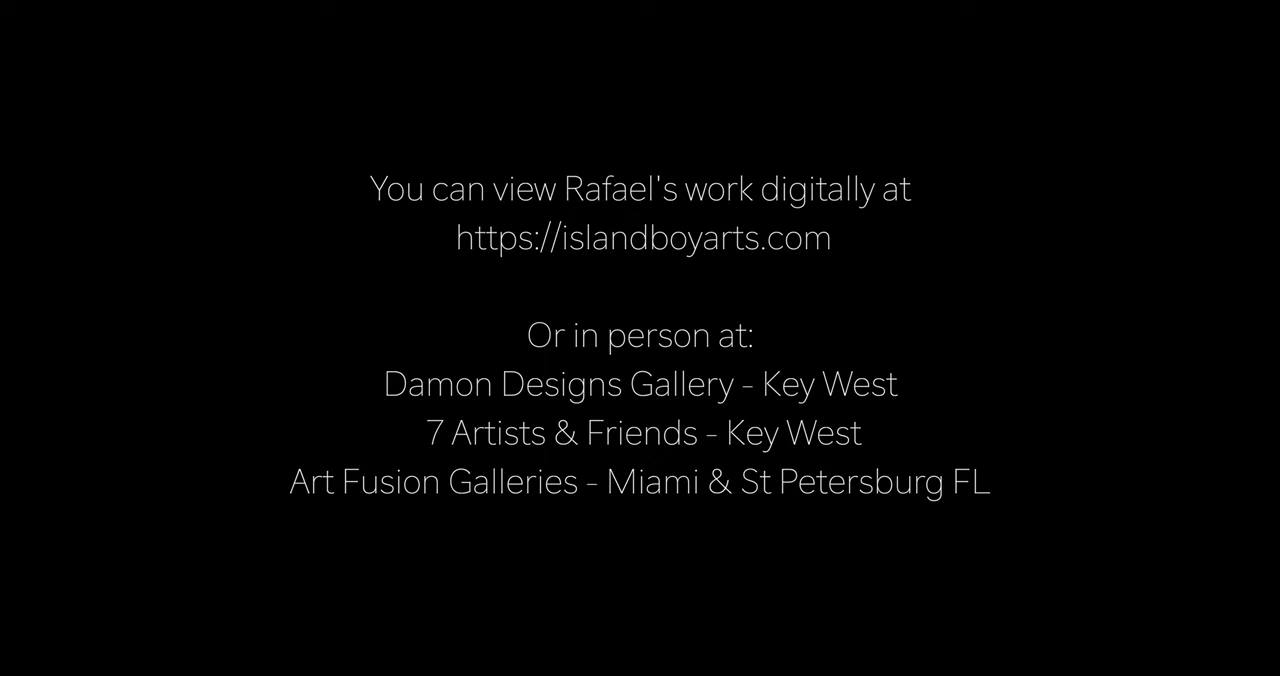 You can view Rafael's work digitally at
https://islandboyarts.com
Or in person at:
Damon Designs Gallery - Key West
7 Artists & Friends - Key West
Art Fusion Galleries - Miami & St Petersburg FL